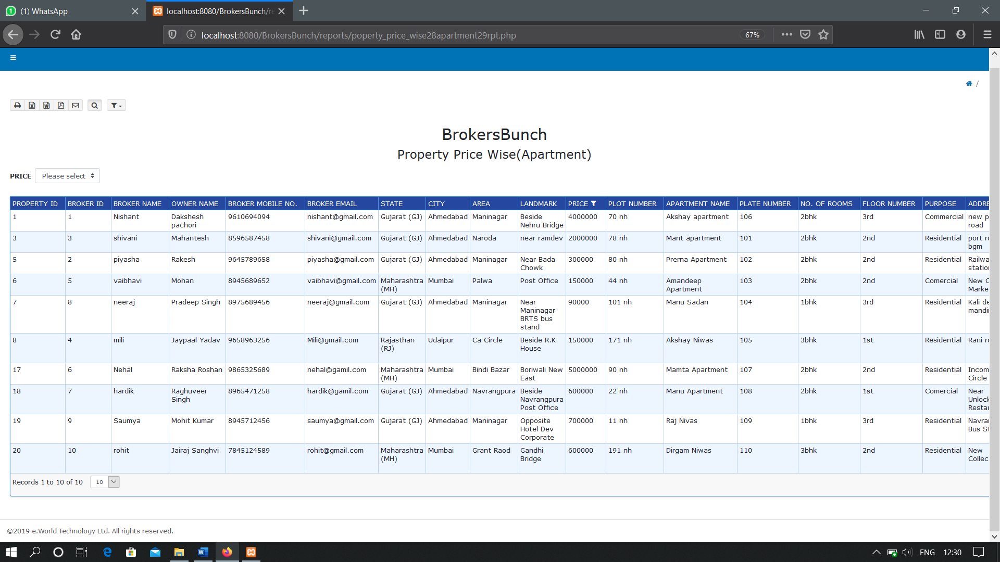 (1) WhatsApp
localhost:8080/BrokersBunch/re
localhost:8080/BrokersBunch/reports/poperty_price_wise28apartment29rpt.php
67%
/
BrokersBunch
Property Price Wise(Apartment)
PRICE Please select
PROPERTY ID BROKER ID BROKER NAME OWNER NAME BROKER MOBILE NO. BROKER EMAIL STATE CITY AREA LANDMARK PRICE PLOT NUMBER APARTMENT NAME PLATE NUMBER NO. OF ROOMS FLOOR NUMBER PURPOSE ADDRE
1 1 Nishant Dakshesh 9610694094 nishant@gmail.com Gujarat (GJ) Ahmedabad Maninagar Beside 4000000 70 nh Akshay apartment 106 2bhk 3rd Commercial new p
pachori Nehru Bridge road
3 3 shivani Mahantesh 8596587458 shivani@gmail.com Gujarat (GJ) Ahmedabad Naroda near ramdev 2000000 78 nh Mant apartment 101 2bhk 2nd Residential port ro
bgm
5 2 piyasha Rakesh 9645789658 piyasha@gmail.com Gujarat (GJ) Ahmedabad Maninagar Near Bada 300000 80 nh Prerna Apartment 102 2bhk 2nd Residential Railwa
Chowk station
6 5 vaibhavi Mohan 8945689652 vaibhavi@gmail.com Maharashtra Mumbai Palwa Post Office 150000 44 nh Amandeep 103 2bhk 2nd Comercial New C
(MH) Apartment Marke
7 8 neeraj Pradeep Singh 8975689456 neeraj@gmail.com Gujarat (GJ) Ahmedabad Maninagar Near 90000 101 nh Manu Sadan 104 1bhk 3rd Residential Kali de
Maninagar mandi
BRTS bus
stand
8 4 mili Jaypaal Yadav 9658963256 Mili@gmail.com Rajasthan Udaipur Ca Circle Beside R.K 150000 171 nh Akshay Niwas 105 3bhk 1st Residential Rani ro
(RJ) House
17 6 Nehal Raksha Roshan 9865325689 nehal@gamil.com Maharashtra Mumbai Bindi Bazar Boriwali New 5000000 90 nh Mamta Apartment 107 2bhk 2nd Residential Incom
(MH) East Circle
18 7 hardik Raghuveer 8965471258 hardik@gamil.com Gujarat (GJ) Ahmedabad Navrangpura Beside 600000 22 nh Manu Apartment 108 2bhk 1st Comercial Near
Singh Navrangpura Unlock
Post Office Restau
19 9 Saumya Mohit Kumar 8945712456 saumya@gmail.com Gujarat (GJ) Ahmedabad Maninagar Opposite 700000 11 nh Raj Nivas 109 1bhk 3rd Residential Navran
Hotel Dev Bus St
Corporate
20 10 rohit Jairaj Sanghvi 7845124589 rohit@gmail.com Maharashtra Mumbai Grant Raod Gandhi 600000 191 nh Dirgam Niwas 110 3bhk 2nd Residential New
(MH) Bridge Collec
Records 1 to 10 of 10 10
©2019 e.World Technology Ltd. All rights reserved.
ENG 12:30